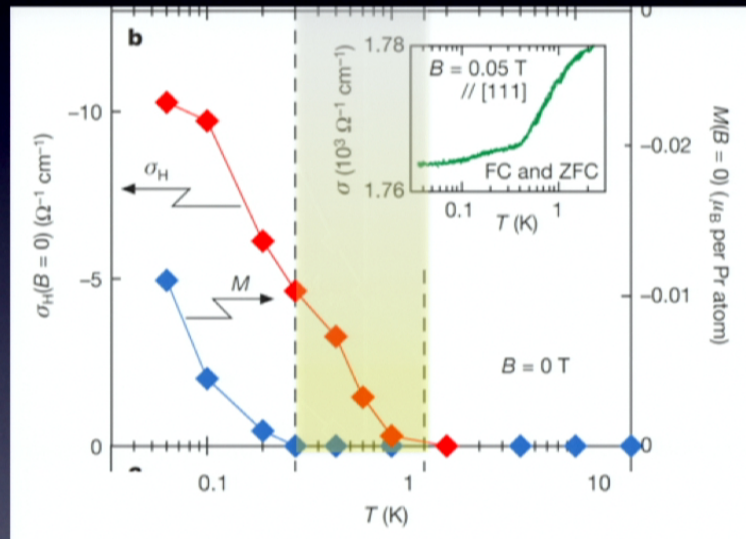 b
0
1.78
B = 0.05 T
// [111]
FC and ZFC
1.76
0.1
1
T (K)
σ (10³ Ω⁻¹ cm⁻¹)
−10
−5
0
σH(B = 0) (Ω⁻¹ cm⁻¹)
σH
M
B = 0 T
−0.02
−0.01
0
M(B = 0) (μB per Pr atom)
0.1
1
10
T (K)